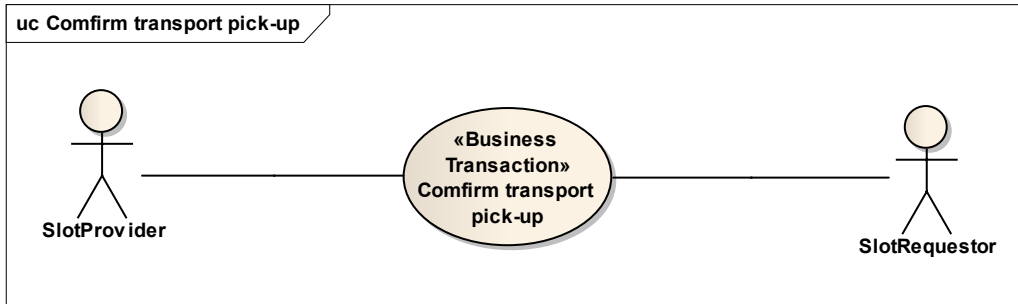 uc Comfirm transport pick-up
«Business
Transaction»
Comfirm transport
pick-up
SlotProvider
SlotRequestor